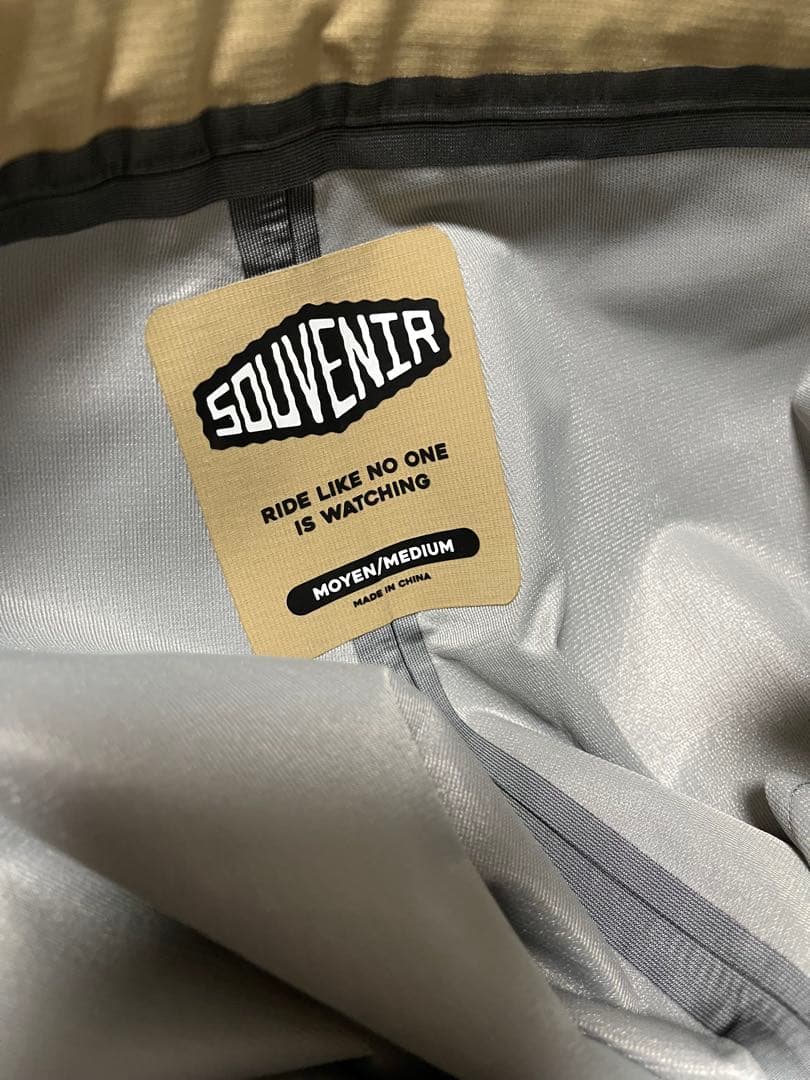 SOUVENIR
RIDE LIKE NO ONE
IS WATCHING
MOYEN/MEDIUM
MADE IN CHINA